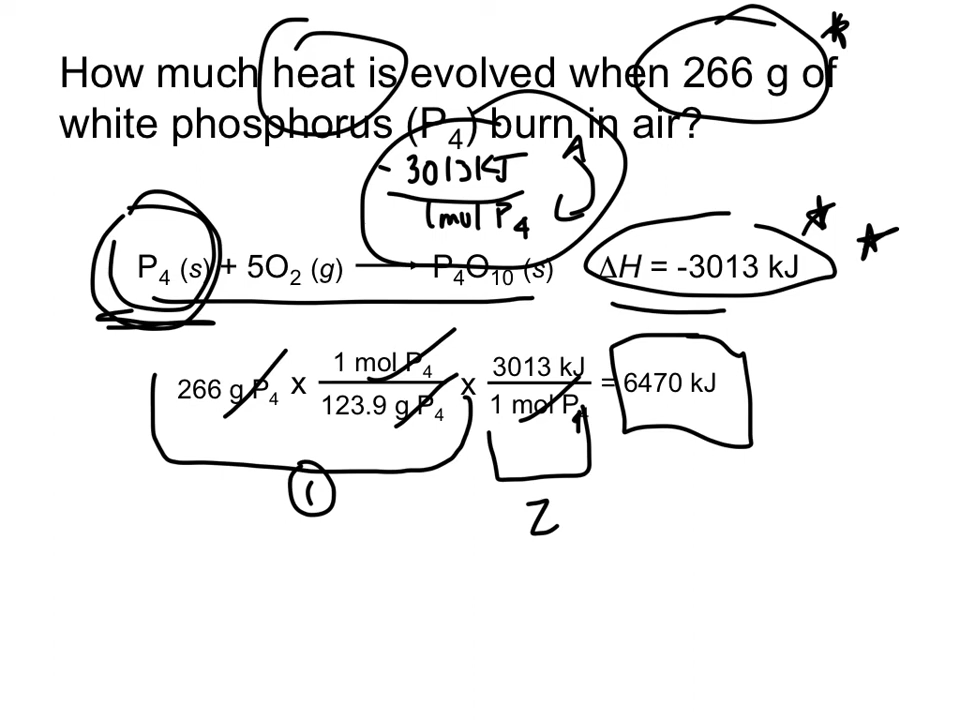 How much heat is evolved when 266 g of
white phosphorus (P₄) burn in air?
- 3013 KJ
1 mol P₄
P₄ (s) + 5O₂ (g) → P₄O₁₀ (s) ΔH = -3013 kJ
266 g P₄ x 1 mol P₄ / 123.9 g P₄ x 3013 kJ / 1 mol P₄ = 6470 kJ
1
2